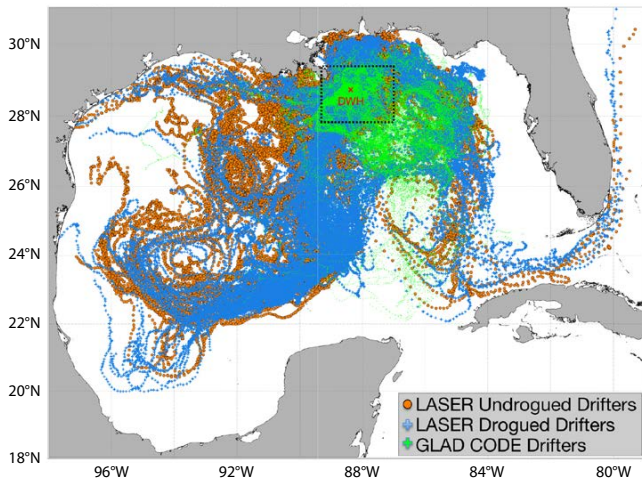 30°N
28°N
26°N
24°N
22°N
20°N
18°N
DWH
LASER Undrogued Drifters
LASER Drogued Drifters
GLAD CODE Drifters
96°W 92°W 88°W 84°W 80°W